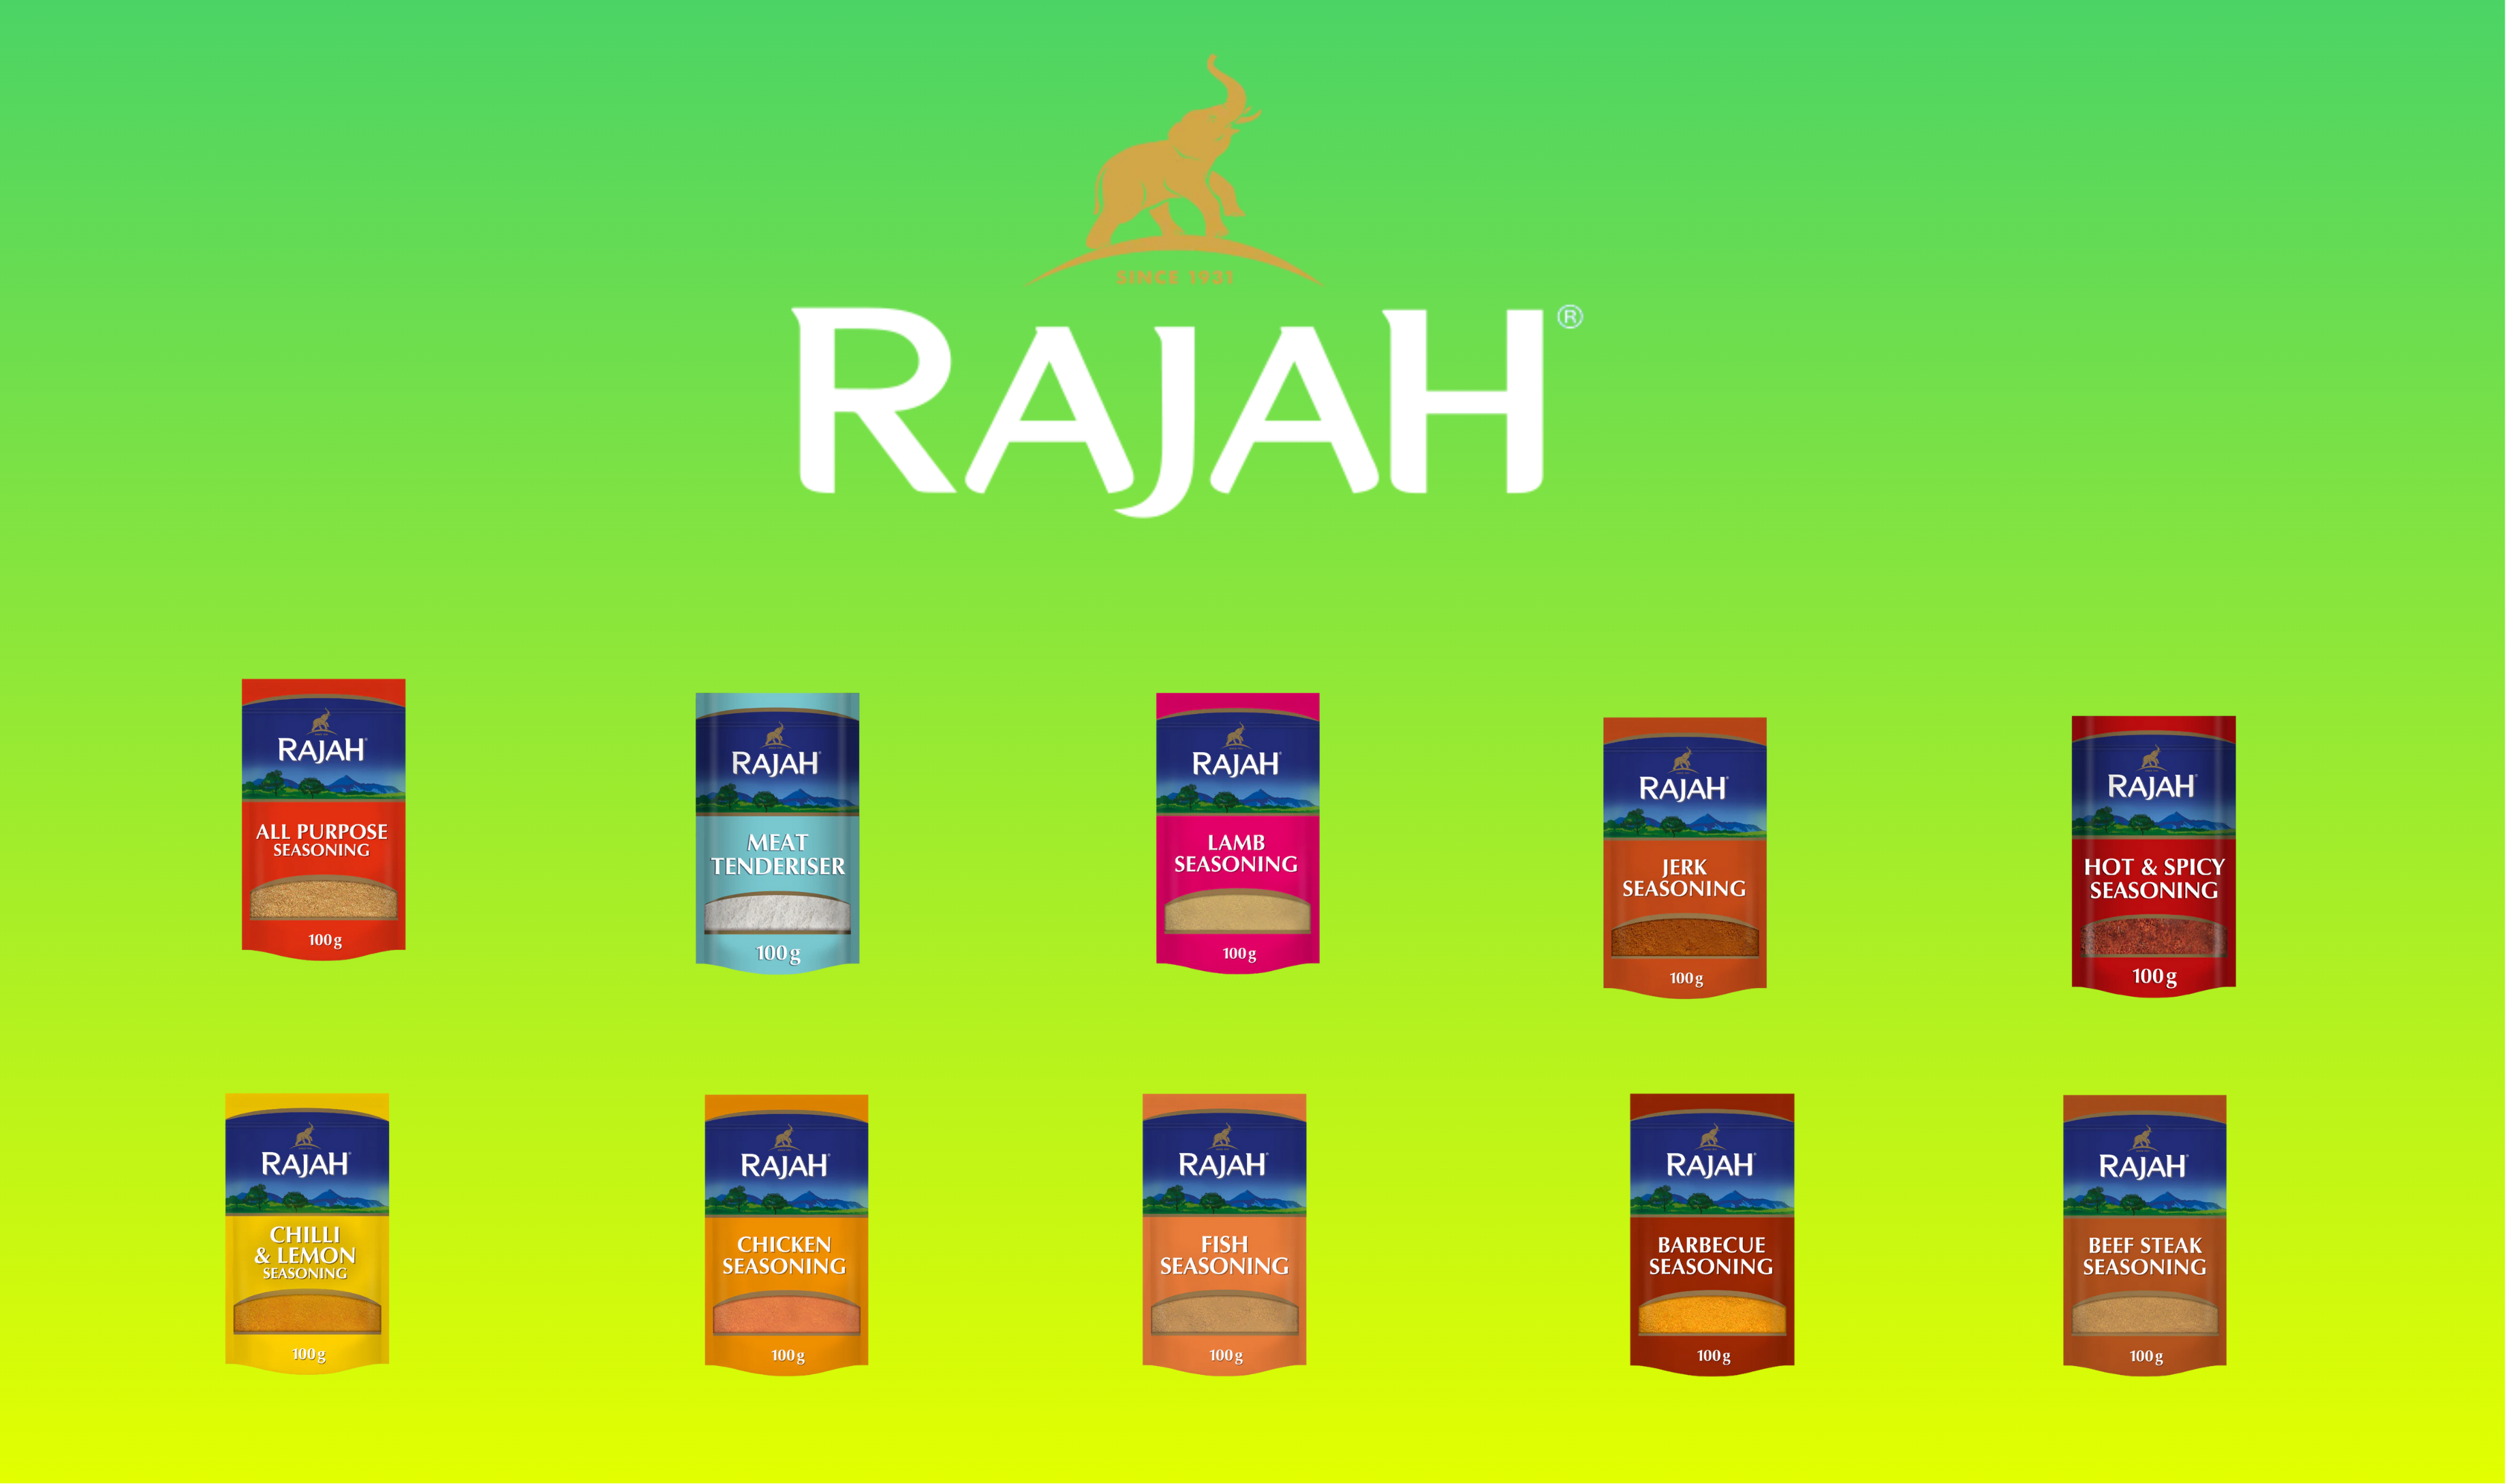 SINCE 1931
RAJAH®
RAJAH
ALL PURPOSE
SEASONING
100g
RAJAH
MEAT
TENDERISER
100g
RAJAH
LAMB
SEASONING
100g
RAJAH
JERK
SEASONING
100g
RAJAH
HOT & SPICY
SEASONING
100g
RAJAH
CHILLI
& LEMON
SEASONING
100g
RAJAH
CHICKEN
SEASONING
100g
RAJAH
FISH
SEASONING
100g
RAJAH
BARBECUE
SEASONING
100g
RAJAH
BEEF STEAK
SEASONING
100g